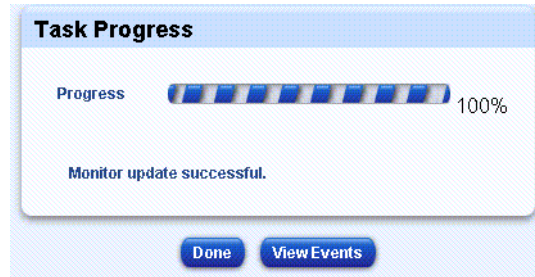 Task Progress
Progress
100%
Monitor update successful.
Done
View Events